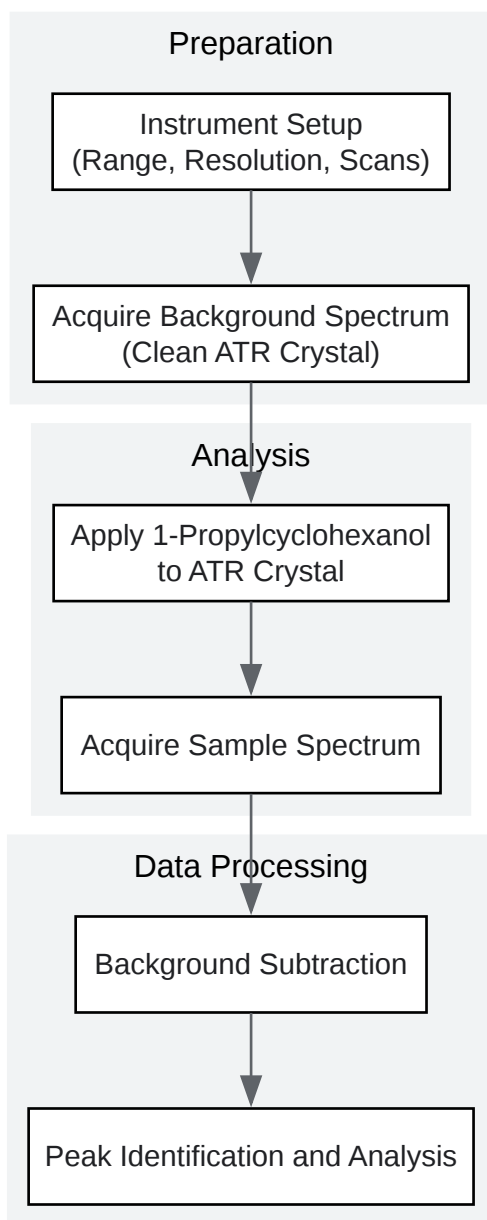 Preparation
Instrument Setup
(Range, Resolution, Scans)
Acquire Background Spectrum
(Clean ATR Crystal)
Analysis
Apply 1-Propylcyclohexanol
to ATR Crystal
Acquire Sample Spectrum
Data Processing
Background Subtraction
Peak Identification and Analysis